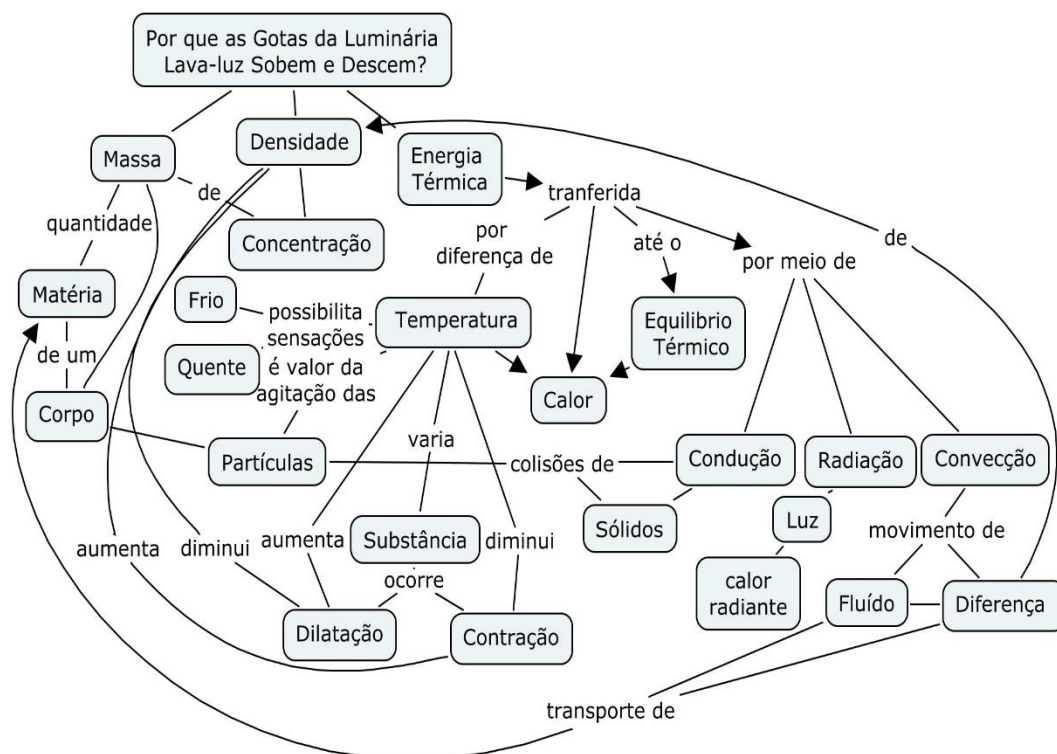 Por que as Gotas da Luminária
Lava-luz Sobem e Descem?
Massa
Densidade
Energia
Térmica
de
tranferida
quantidade
Concentração
por
diferença de
até o
por meio de
de
Matéria
Frio
possibilita
sensações
Temperatura
Equilibrio
Térmico
de um
Quente
é valor da
agitação das
Calor
Corpo
Partículas
varia
colisões de
Condução
Radiação
Convecção
Sólidos
Luz
movimento de
aumenta
diminui
aumenta
Substância
diminui
ocorre
calor
radiante
Fluído
Diferença
Dilatação
Contração
transporte de